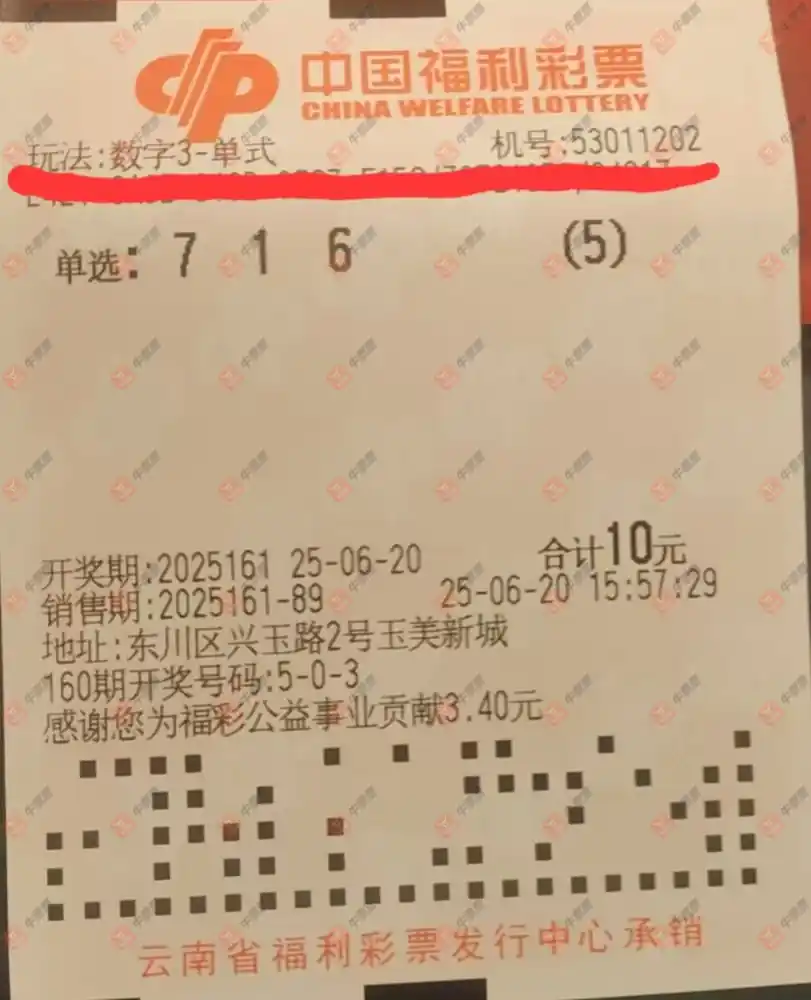 中国福利彩票
CHINA WELFARE LOTTERY
玩法:数字3-单式 机号:53011202
单选: 7 1 6 (5)
开奖期:2025161 25-06-20 合计10元
销售期:2025161-89 25-06-20 15:57:29
地址:东川区兴玉路2号玉美新城
160期开奖号码:5-0-3
感谢您为福彩公益事业贡献3.40元
云南省福利彩票发行中心承销